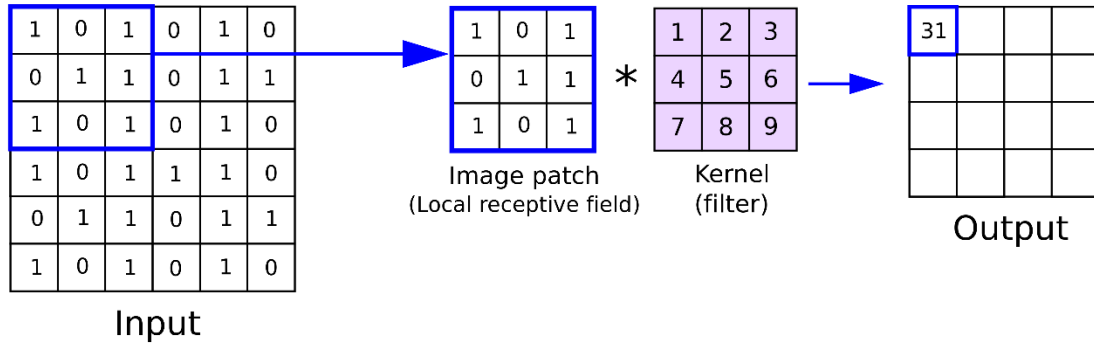 1 0 1 0 1 0
0 1 1 0 1 1
1 0 1 0 1 0
1 0 1 1 1 0
0 1 1 0 1 1
1 0 1 0 1 0
Input
1 0 1
0 1 1
1 0 1
Image patch
(Local receptive field)
*
1 2 3
4 5 6
7 8 9
Kernel
(filter)
31
Output